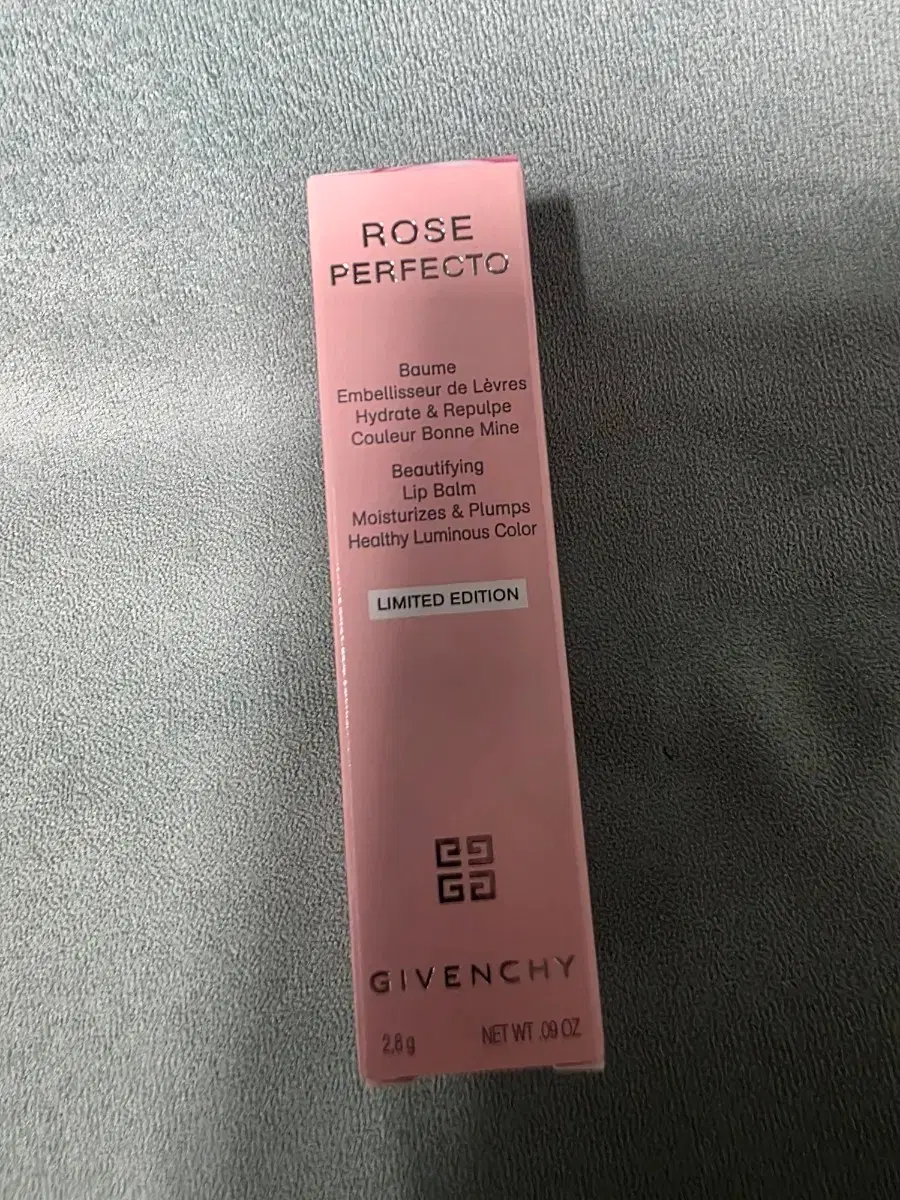 ROSE
PERFECTO
Baume
Embellisseur de Lèvres
Hydrate & Repulpe
Couleur Bonne Mine
Beautifying
Lip Balm
Moisturizes & Plumps
Healthy Luminous Color
LIMITED EDITION
GIVENCHY
2.8 g NET WT .09 OZ